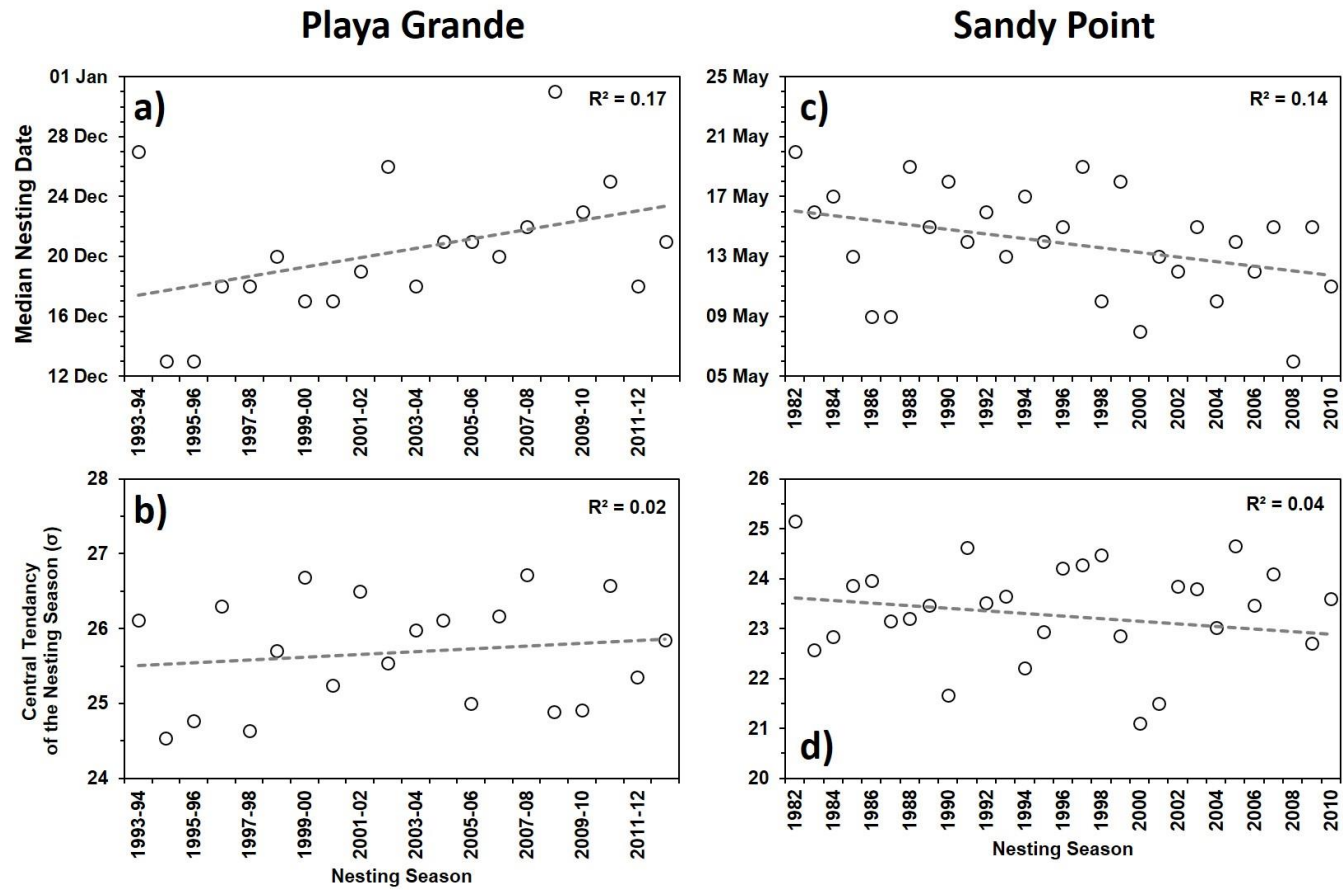 Playa Grande
Sandy Point
a)
R² = 0.17
Median Nesting Date
01 Jan
28 Dec
24 Dec
20 Dec
16 Dec
12 Dec
1993-94
1995-96
1997-98
1999-00
2001-02
2003-04
2005-06
2007-08
2009-10
2011-12
c)
R² = 0.14
25 May
21 May
17 May
13 May
09 May
05 May
1982
1984
1986
1988
1990
1992
1994
1996
1998
2000
2002
2004
2006
2008
2010
b)
R² = 0.02
Central Tendancy
of the Nesting Season (σ)
28
27
26
25
24
1993-94
1995-96
1997-98
1999-00
2001-02
2003-04
2005-06
2007-08
2009-10
2011-12
Nesting Season
d)
R² = 0.04
26
25
24
23
22
21
20
1982
1984
1986
1988
1990
1992
1994
1996
1998
2000
2002
2004
2006
2008
2010
Nesting Season